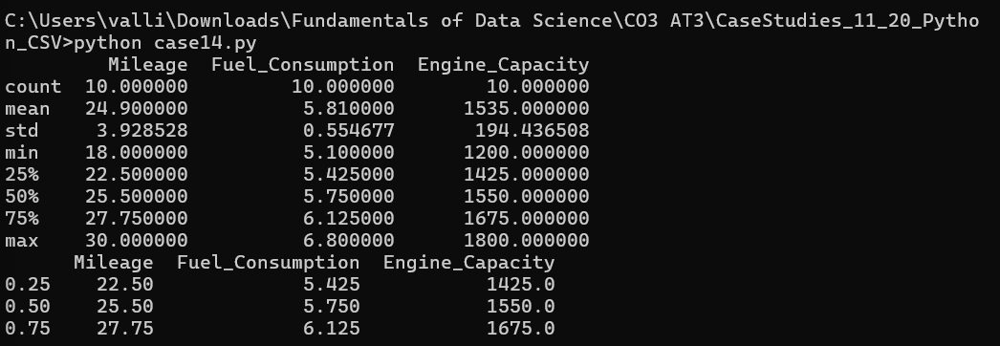 C:\Users\valli\Downloads\Fundamentals of Data Science\CO3 AT3\CaseStudies_11_20_Pytho
n_CSV>python case14.py
         Mileage  Fuel_Consumption  Engine_Capacity
count  10.000000         10.000000        10.000000
mean   24.900000          5.810000      1535.000000
std     3.928528          0.554677       194.436508
min    18.000000          5.100000      1200.000000
25%    22.500000          5.425000      1425.000000
50%    25.500000          5.750000      1550.000000
75%    27.750000          6.125000      1675.000000
max    30.000000          6.800000      1800.000000
      Mileage  Fuel_Consumption  Engine_Capacity
0.25    22.50             5.425           1425.0
0.50    25.50             5.750           1550.0
0.75    27.75             6.125           1675.0